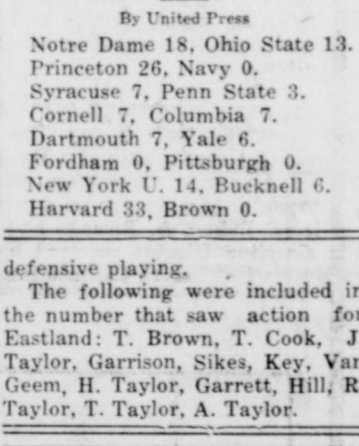 By United Press
Notre Dame 18, Ohio State 13.
Princeton 26, Navy 0.
Syracuse 7, Penn State 3.
Cornell 7, Columbia 7.
Dartmouth 7, Yale 6.
Fordham 0, Pittsburgh 0.
New York U. 14, Bucknell 6.
Harvard 33, Brown 0.
defensive playing.
The following were included in
the number that saw action for
Eastland: T. Brown, T. Cook, J
Taylor, Garrison, Sikes, Key, Van
Geem, H. Taylor, Garrett, Hill, R
Taylor, T. Taylor, A. Taylor.